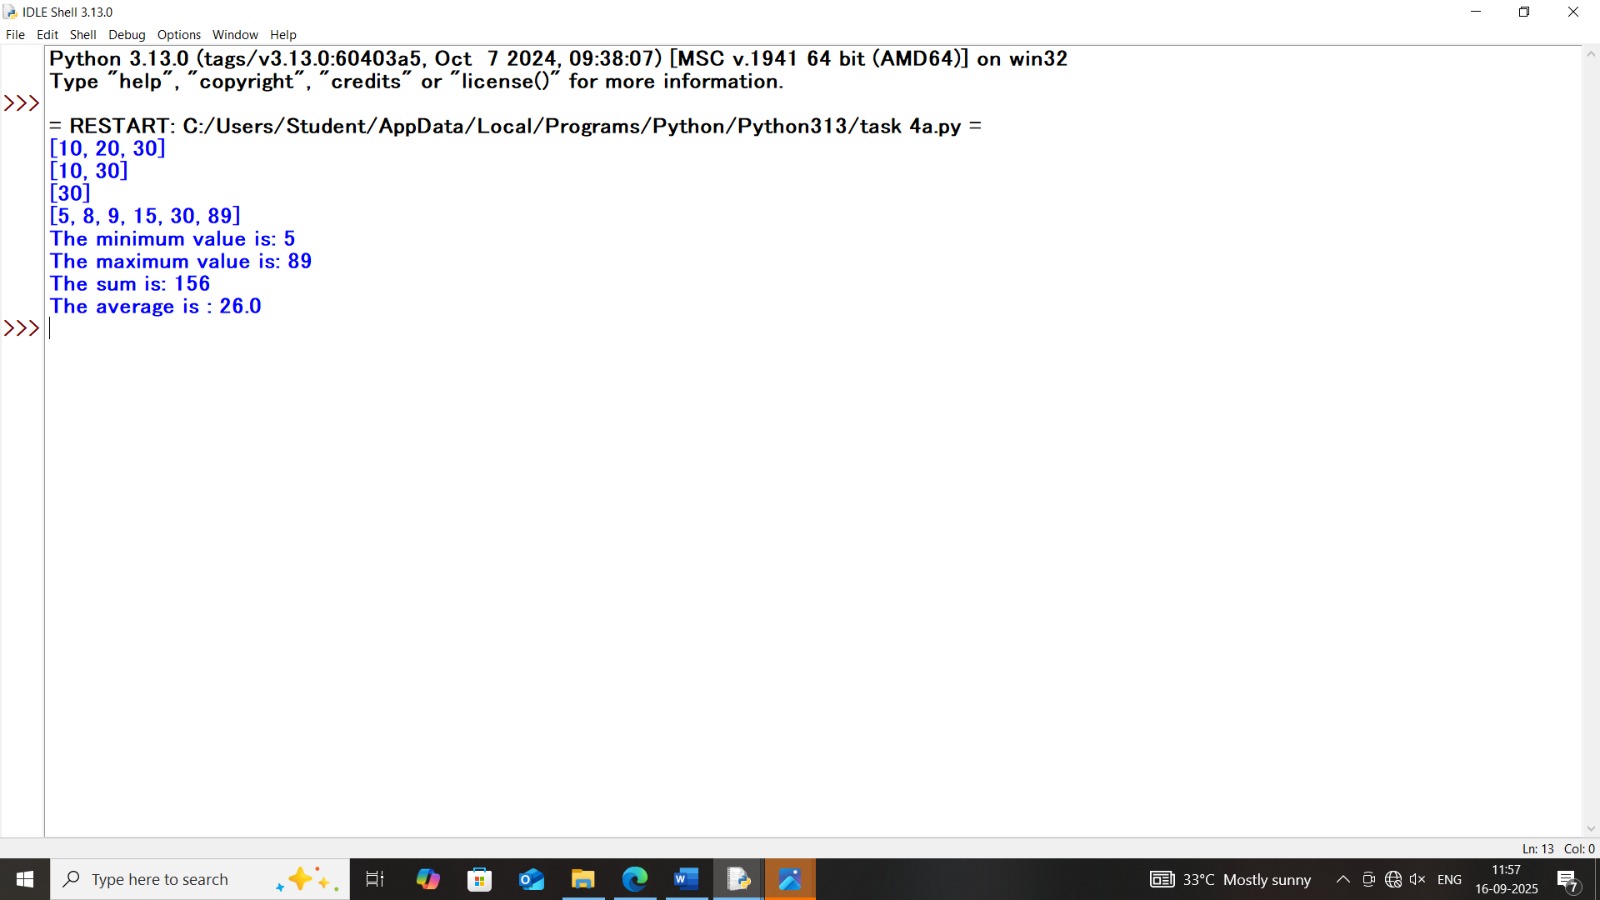 IDLE Shell 3.13.0
File Edit Shell Debug Options Window Help
Python 3.13.0 (tags/v3.13.0:60403a5, Oct  7 2024, 09:38:07) [MSC v.1941 64 bit (AMD64)] on win32
Type "help", "copyright", "credits" or "license()" for more information.
>>>
= RESTART: C:/Users/Student/AppData/Local/Programs/Python/Python313/task 4a.py =
[10, 20, 30]
[10, 30]
[30]
[5, 8, 9, 15, 30, 89]
The minimum value is: 5
The maximum value is: 89
The sum is: 156
The average is : 26.0
>>>
Ln: 13 Col: 0
Type here to search
33°C Mostly sunny
ENG
11:57
16-09-2025
7